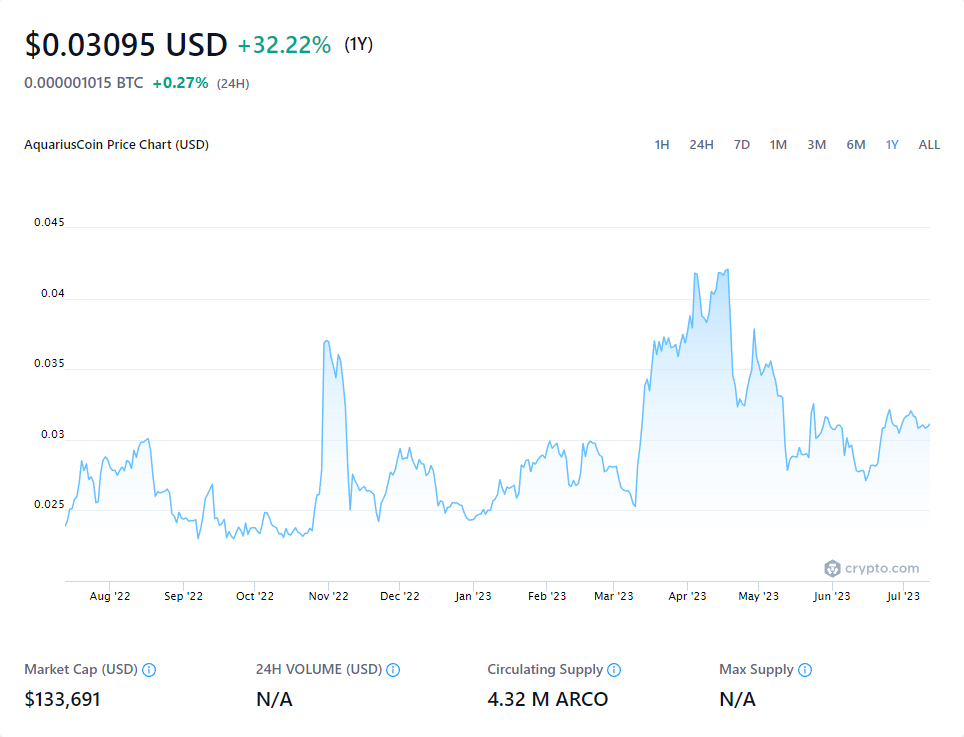 $0.03095 USD +32.22% (1Y)
0.000001015 BTC +0.27% (24H)
AquariusCoin Price Chart (USD) 1H 24H 7D 1M 3M 6M 1Y ALL
0.045
0.04
0.035
0.03
0.025
crypto.com
Aug '22 Sep '22 Oct '22 Nov '22 Dec '22 Jan '23 Feb '23 Mar '23 Apr '23 May '23 Jun '23 Jul '23
Market Cap (USD) 24H VOLUME (USD) Circulating Supply Max Supply
$133,691 N/A 4.32 M ARCO N/A